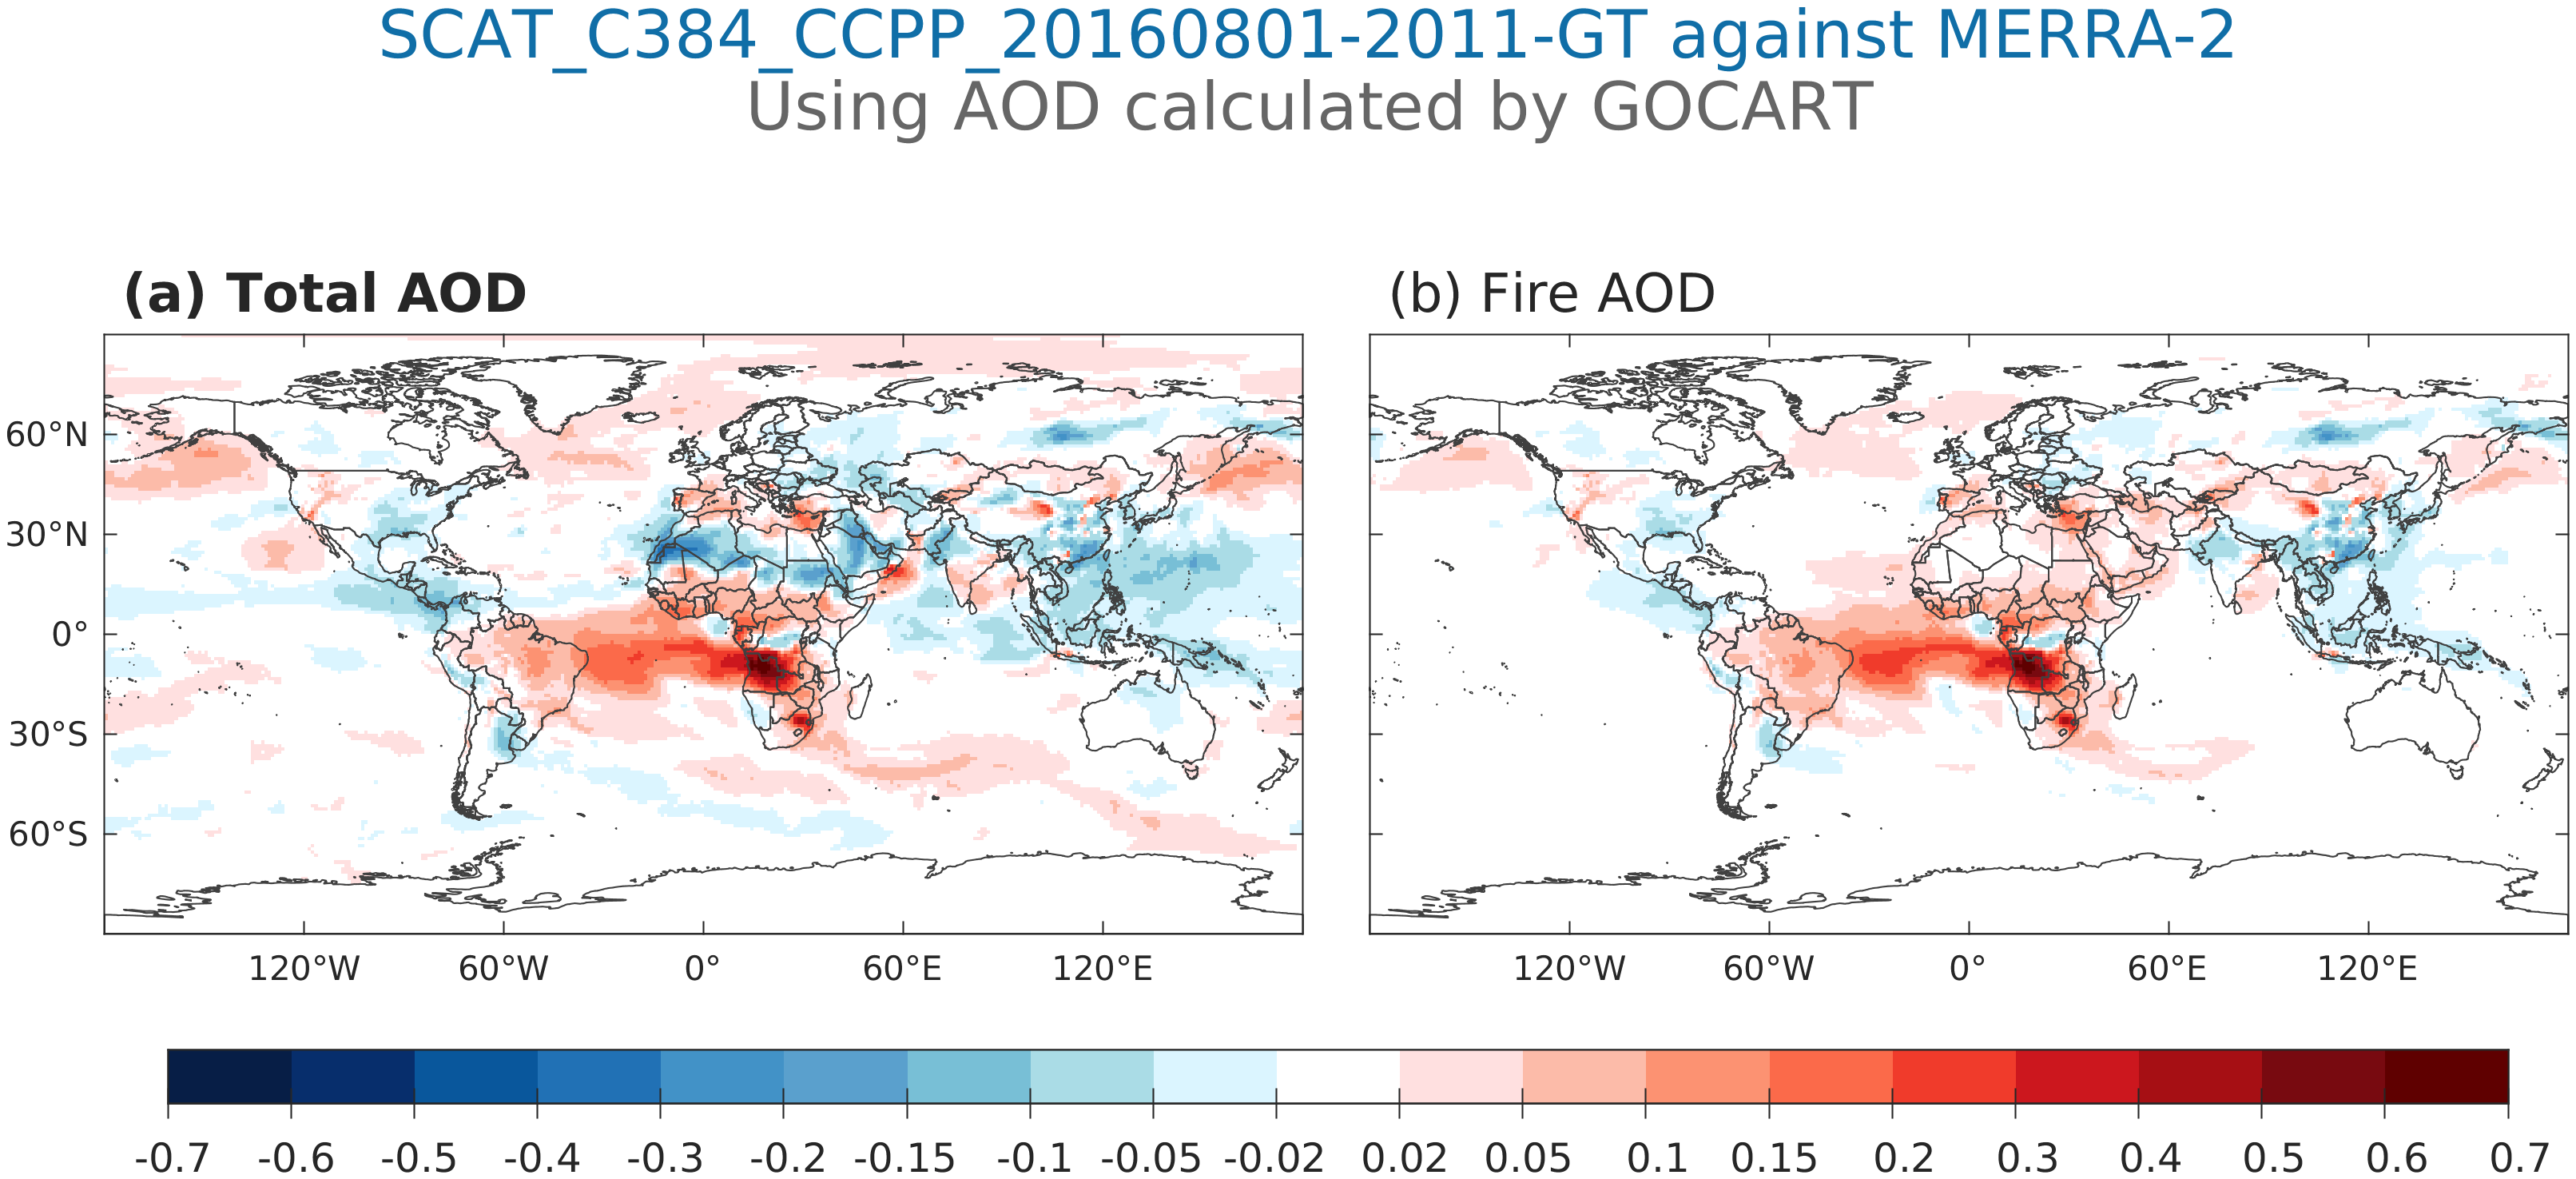 SCAT_C384_CCPP_20160801-2011-GT against MERRA-2
Using AOD calculated by GOCART
(a) Total AOD
(b) Fire AOD
60°N
30°N
0°
30°S
60°S
120°W 60°W 0° 60°E 120°E
120°W 60°W 0° 60°E 120°E
-0.7 -0.6 -0.5 -0.4 -0.3 -0.2 -0.15 -0.1 -0.05 -0.02 0.02 0.05 0.1 0.15 0.2 0.3 0.4 0.5 0.6 0.7